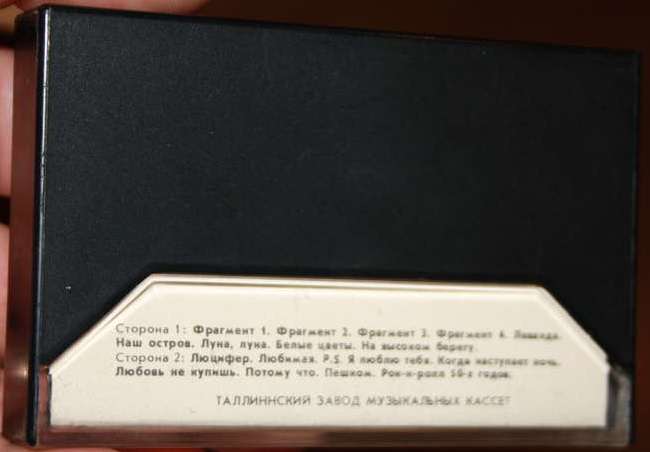 Сторона 1: Фрагмент 1. Фрагмент 2. Фрагмент 3. Фрагмент 4. Лаванда.
Наш остров. Луна, луна. Белые цветы. На высоком берегу.
Сторона 2: Люцифер. Любимая. P.S. Я люблю тебя. Когда наступает ночь.
Любовь не купишь. Потому что. Пешком. Рок-н-ролл 50-х годов.
ТАЛЛИННСКИЙ ЗАВОД МУЗЫКАЛЬНЫХ КАССЕТ